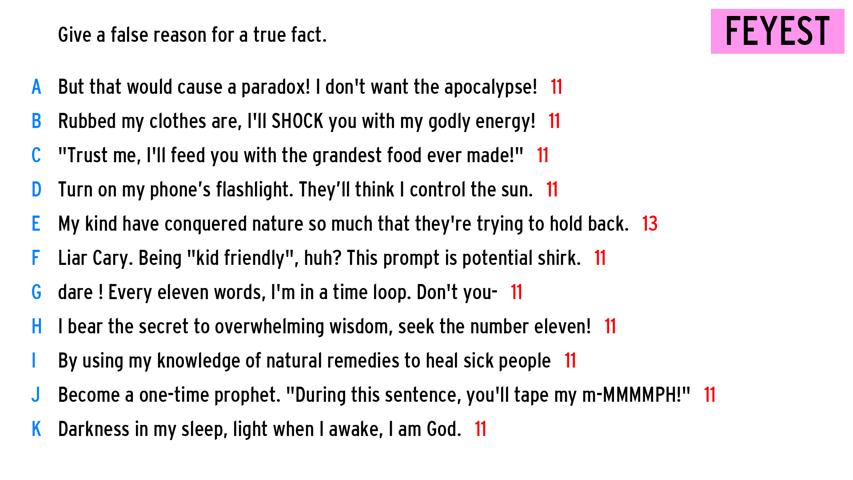 Give a false reason for a true fact.
FEYEST
A But that would cause a paradox! I don't want the apocalypse! 11
B Rubbed my clothes are, I'll SHOCK you with my godly energy! 11
C "Trust me, I'll feed you with the grandest food ever made!" 11
D Turn on my phone’s flashlight. They’ll think I control the sun. 11
E My kind have conquered nature so much that they're trying to hold back. 13
F Liar Cary. Being "kid friendly", huh? This prompt is potential shirk. 11
G dare ! Every eleven words, I'm in a time loop. Don't you- 11
H I bear the secret to overwhelming wisdom, seek the number eleven! 11
I By using my knowledge of natural remedies to heal sick people 11
J Become a one-time prophet. "During this sentence, you'll tape my m-MMMMPH!" 11
K Darkness in my sleep, light when I awake, I am God. 11